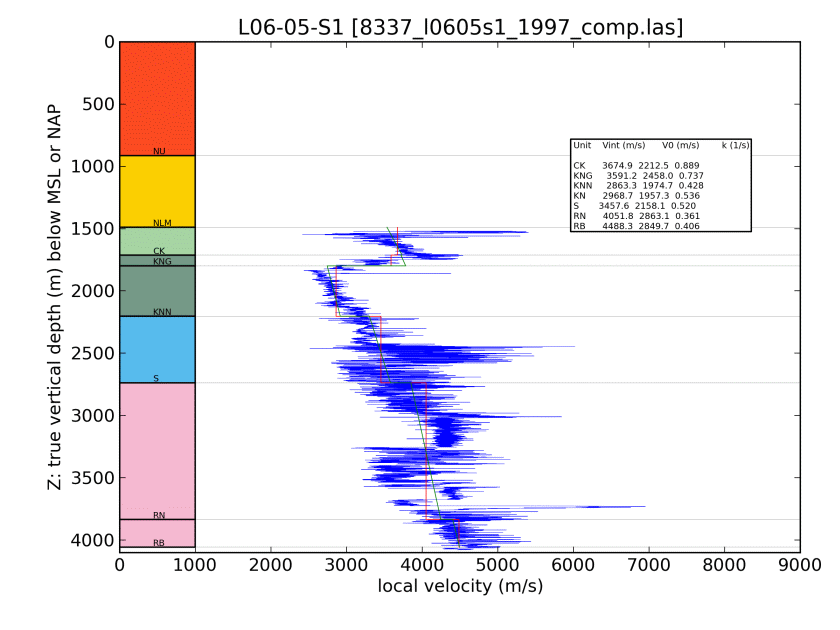 L06-05-S1 [8337_l0605s1_1997_comp.las]
Z: true vertical depth (m) below MSL or NAP
0
500
1000
1500
2000
2500
3000
3500
4000
NU
NLM
CK
KNG
KNN
S
RN
RB
Unit Vint (m/s) V0 (m/s) k (1/s)
CK 3674.9 2212.5 0.889
KNG 3591.2 2458.0 0.737
KNN 2863.3 1974.7 0.428
KN 2968.7 1957.3 0.536
S 3457.6 2158.1 0.520
RN 4051.8 2863.1 0.361
RB 4488.3 2849.7 0.406
0 1000 2000 3000 4000 5000 6000 7000 8000 9000
local velocity (m/s)